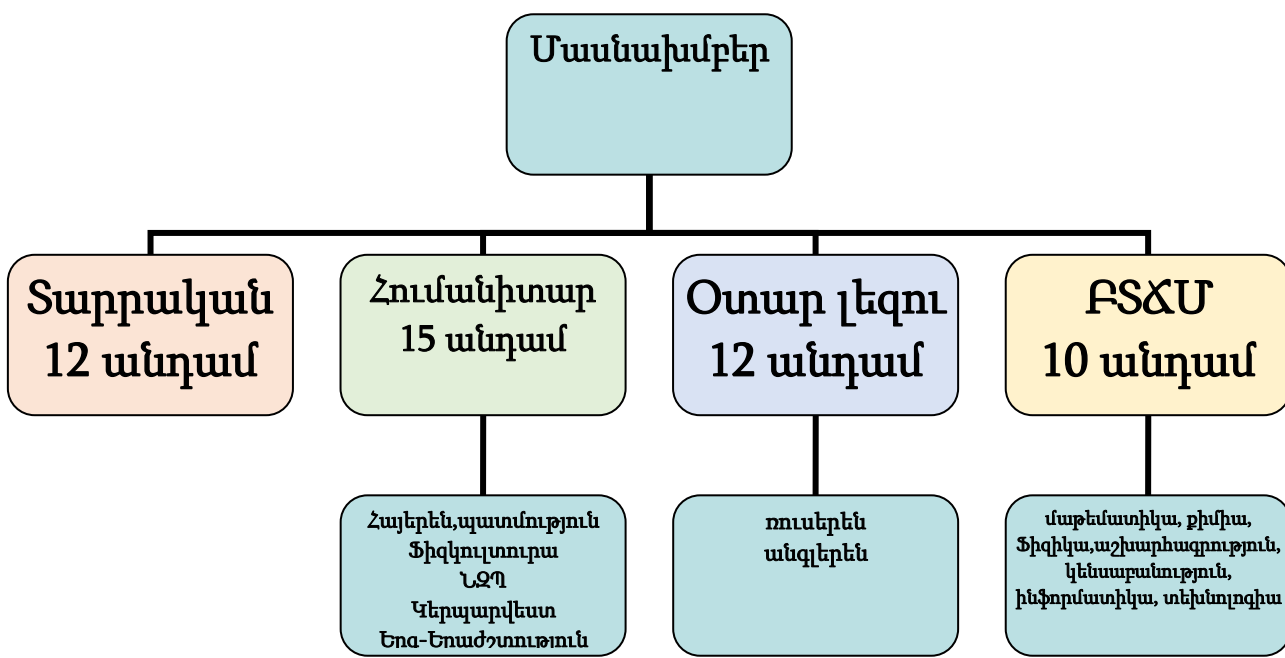 Մասնախմբեր
Տարրական
12 անդամ
Հումանիտար
15 անդամ
Օտար լեզու
12 անդամ
ԲՏՃՄ
10 անդամ
Հայերեն,պատմություն
Ֆիզկուլտուրա
ՆԶՊ
Կերպարվեստ
Երգ-Երաժշտություն
ռուսերեն
անգլերեն
մաթեմատիկա, քիմիա,
Ֆիզիկա,աշխարհագրություն,
կենսաբանություն,
ինֆորմատիկա, տեխնոլոգիա